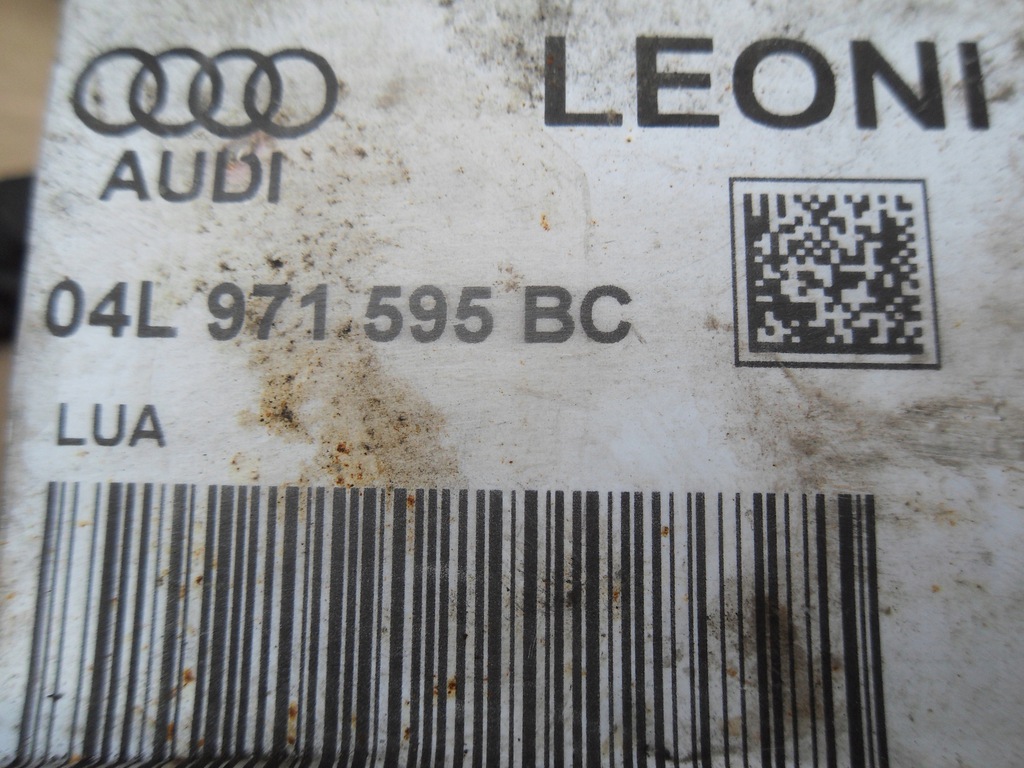 LEONI
AUDI
04L 971 595 BC
LUA